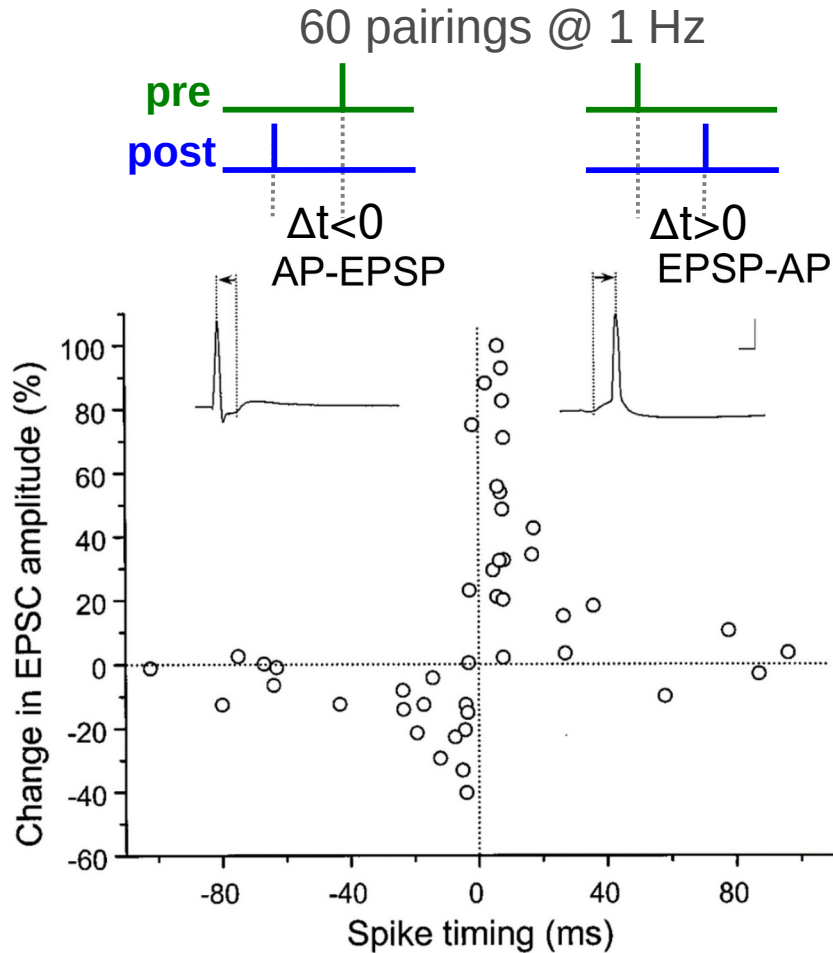 60 pairings @ 1 Hz
pre
post
Δt<0
Δt>0
AP-EPSP
EPSP-AP
Change in EPSC amplitude (%)
100
80
60
40
20
0
-20
-40
-60
-80
-40
0
40
80
Spike timing (ms)